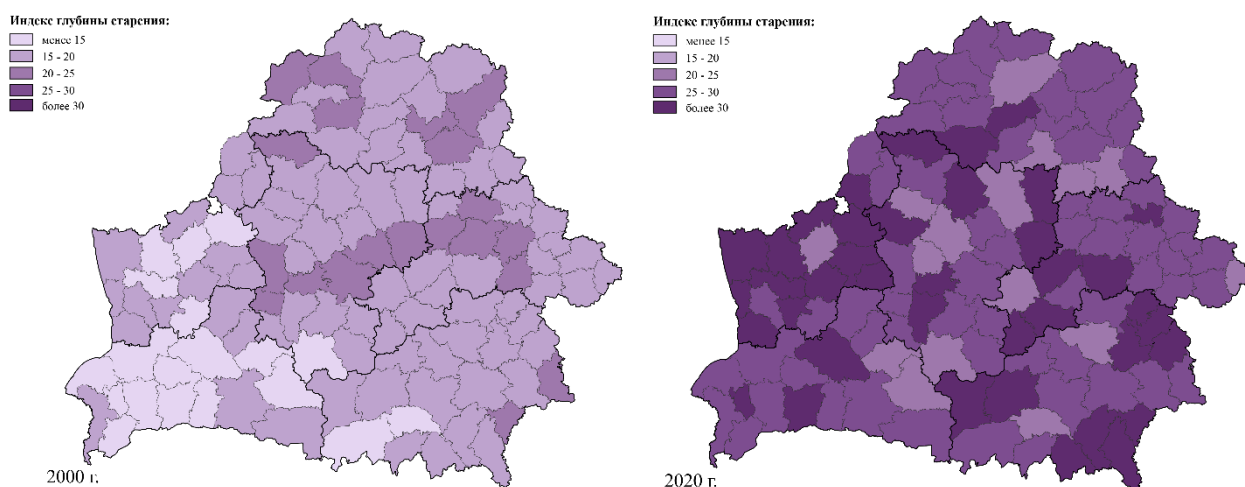 Индекс глубины старения:
менее 15
15 - 20
20 - 25
25 - 30
более 30
2000 г.
Индекс глубины старения:
менее 15
15 - 20
20 - 25
25 - 30
более 30
2020 г.